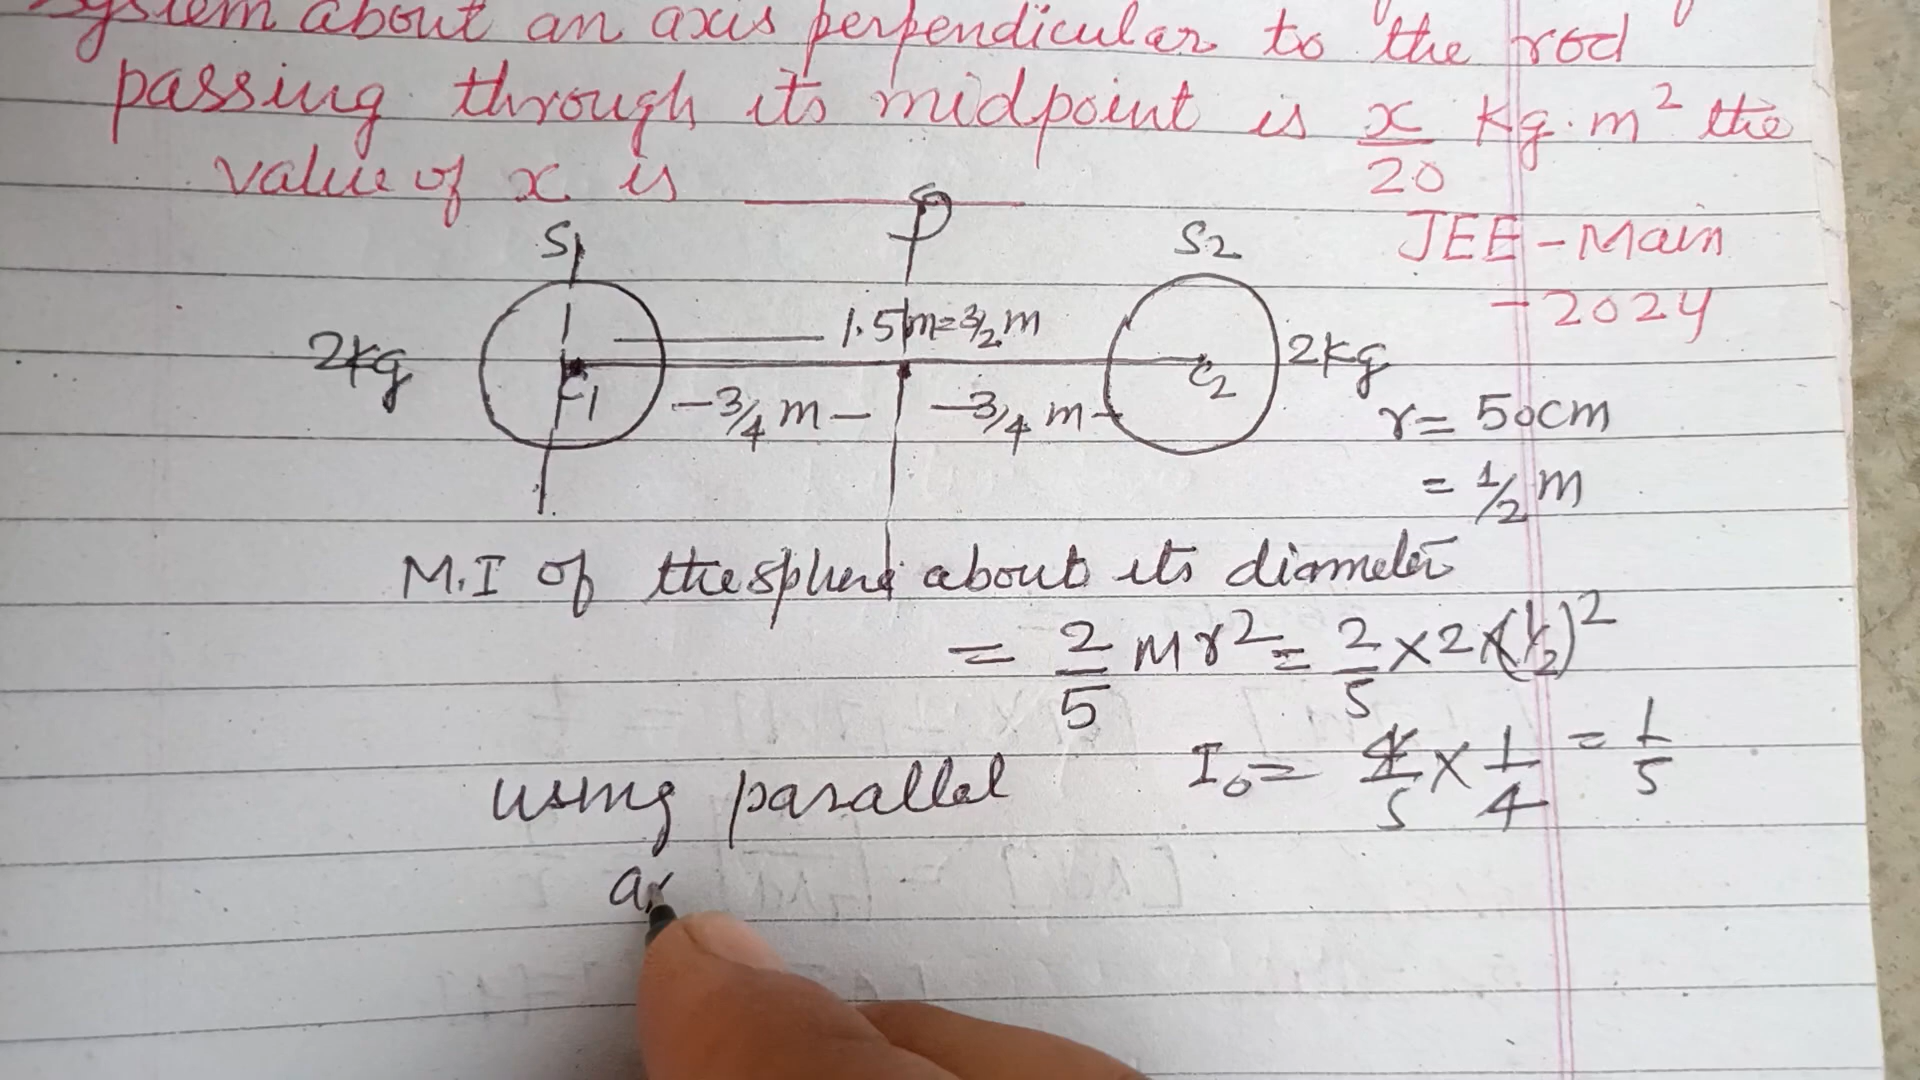 system about an axis perpendicular to the rod
passing through its midpoint is x/20 kg.m² the
value of x is
JEE-Main
-2024
S1
P
S2
1.5m=3/2m
2kg
C1
C2
2kg
-3/4 m-
-3/4 m-
r= 50cm
= 1/2 m
M.I of the sphere about its diameter
= 2/5 Mr² = 2/5 ×2×(1/2)²
I₀= 4/5 × 1/4 = 1/5
using parallel